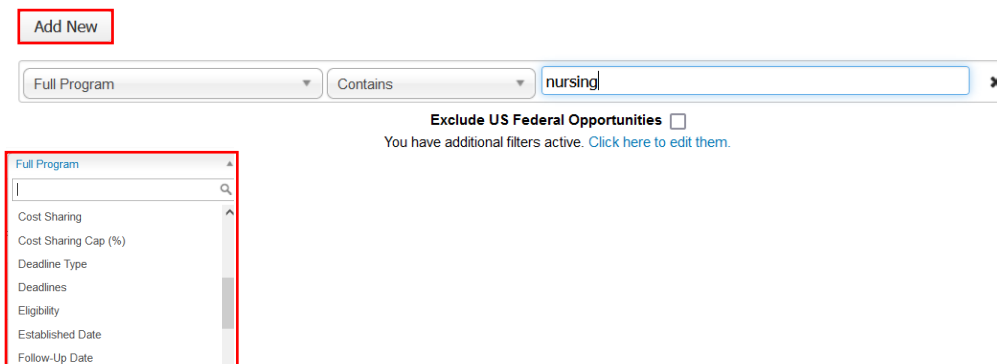 Add New
Full Program Contains nursing
Exclude US Federal Opportunities
You have additional filters active. Click here to edit them.
Full Program
Cost Sharing
Cost Sharing Cap (%)
Deadline Type
Deadlines
Eligibility
Established Date
Follow-Up Date